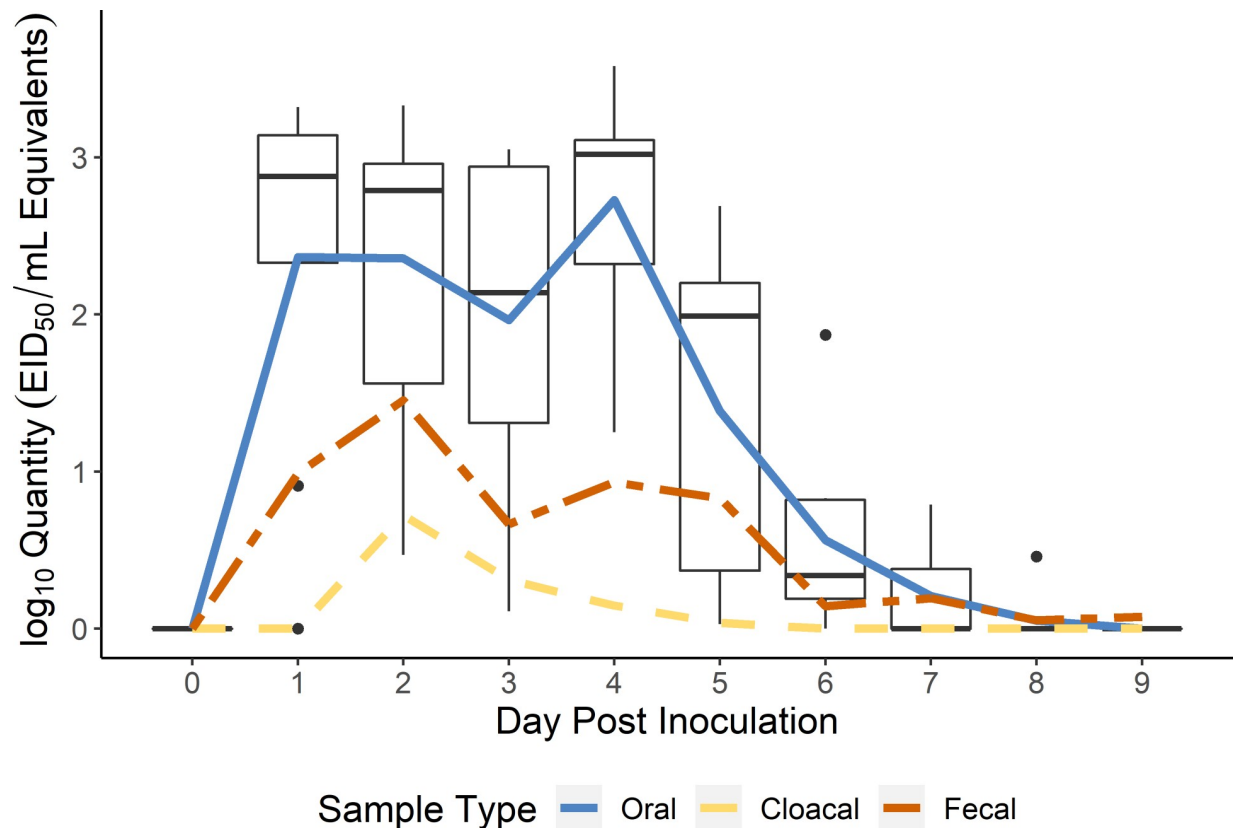 log₁₀ Quantity (EID₅₀/ mL Equivalents)
3
2
1
0
0 1 2 3 4 5 6 7 8 9
Day Post Inoculation
Sample Type Oral Cloacal Fecal